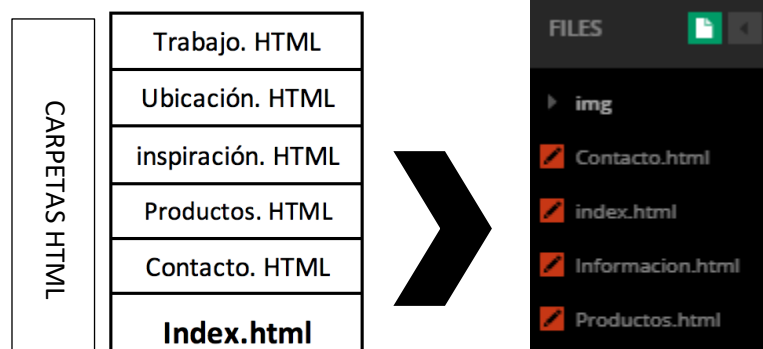 CARPETAS HTML
Trabajo. HTML
Ubicación. HTML
inspiración. HTML
Productos. HTML
Contacto. HTML
Index.html
FILES
img
Contacto.html
index.html
Informacion.html
Productos.html